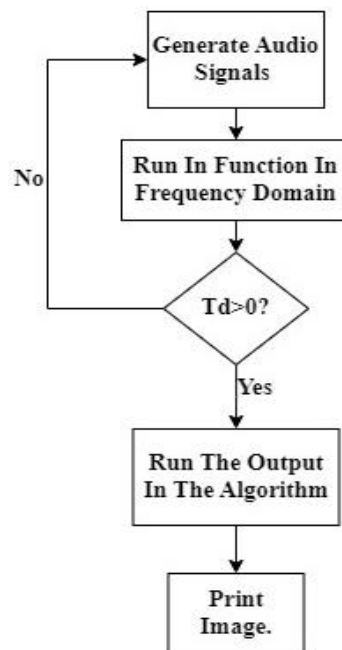 Generate Audio
Signals
Run In Function In
Frequency Domain
No
Td>0?
Yes
Run The Output
In The Algorithm
Print
Image.